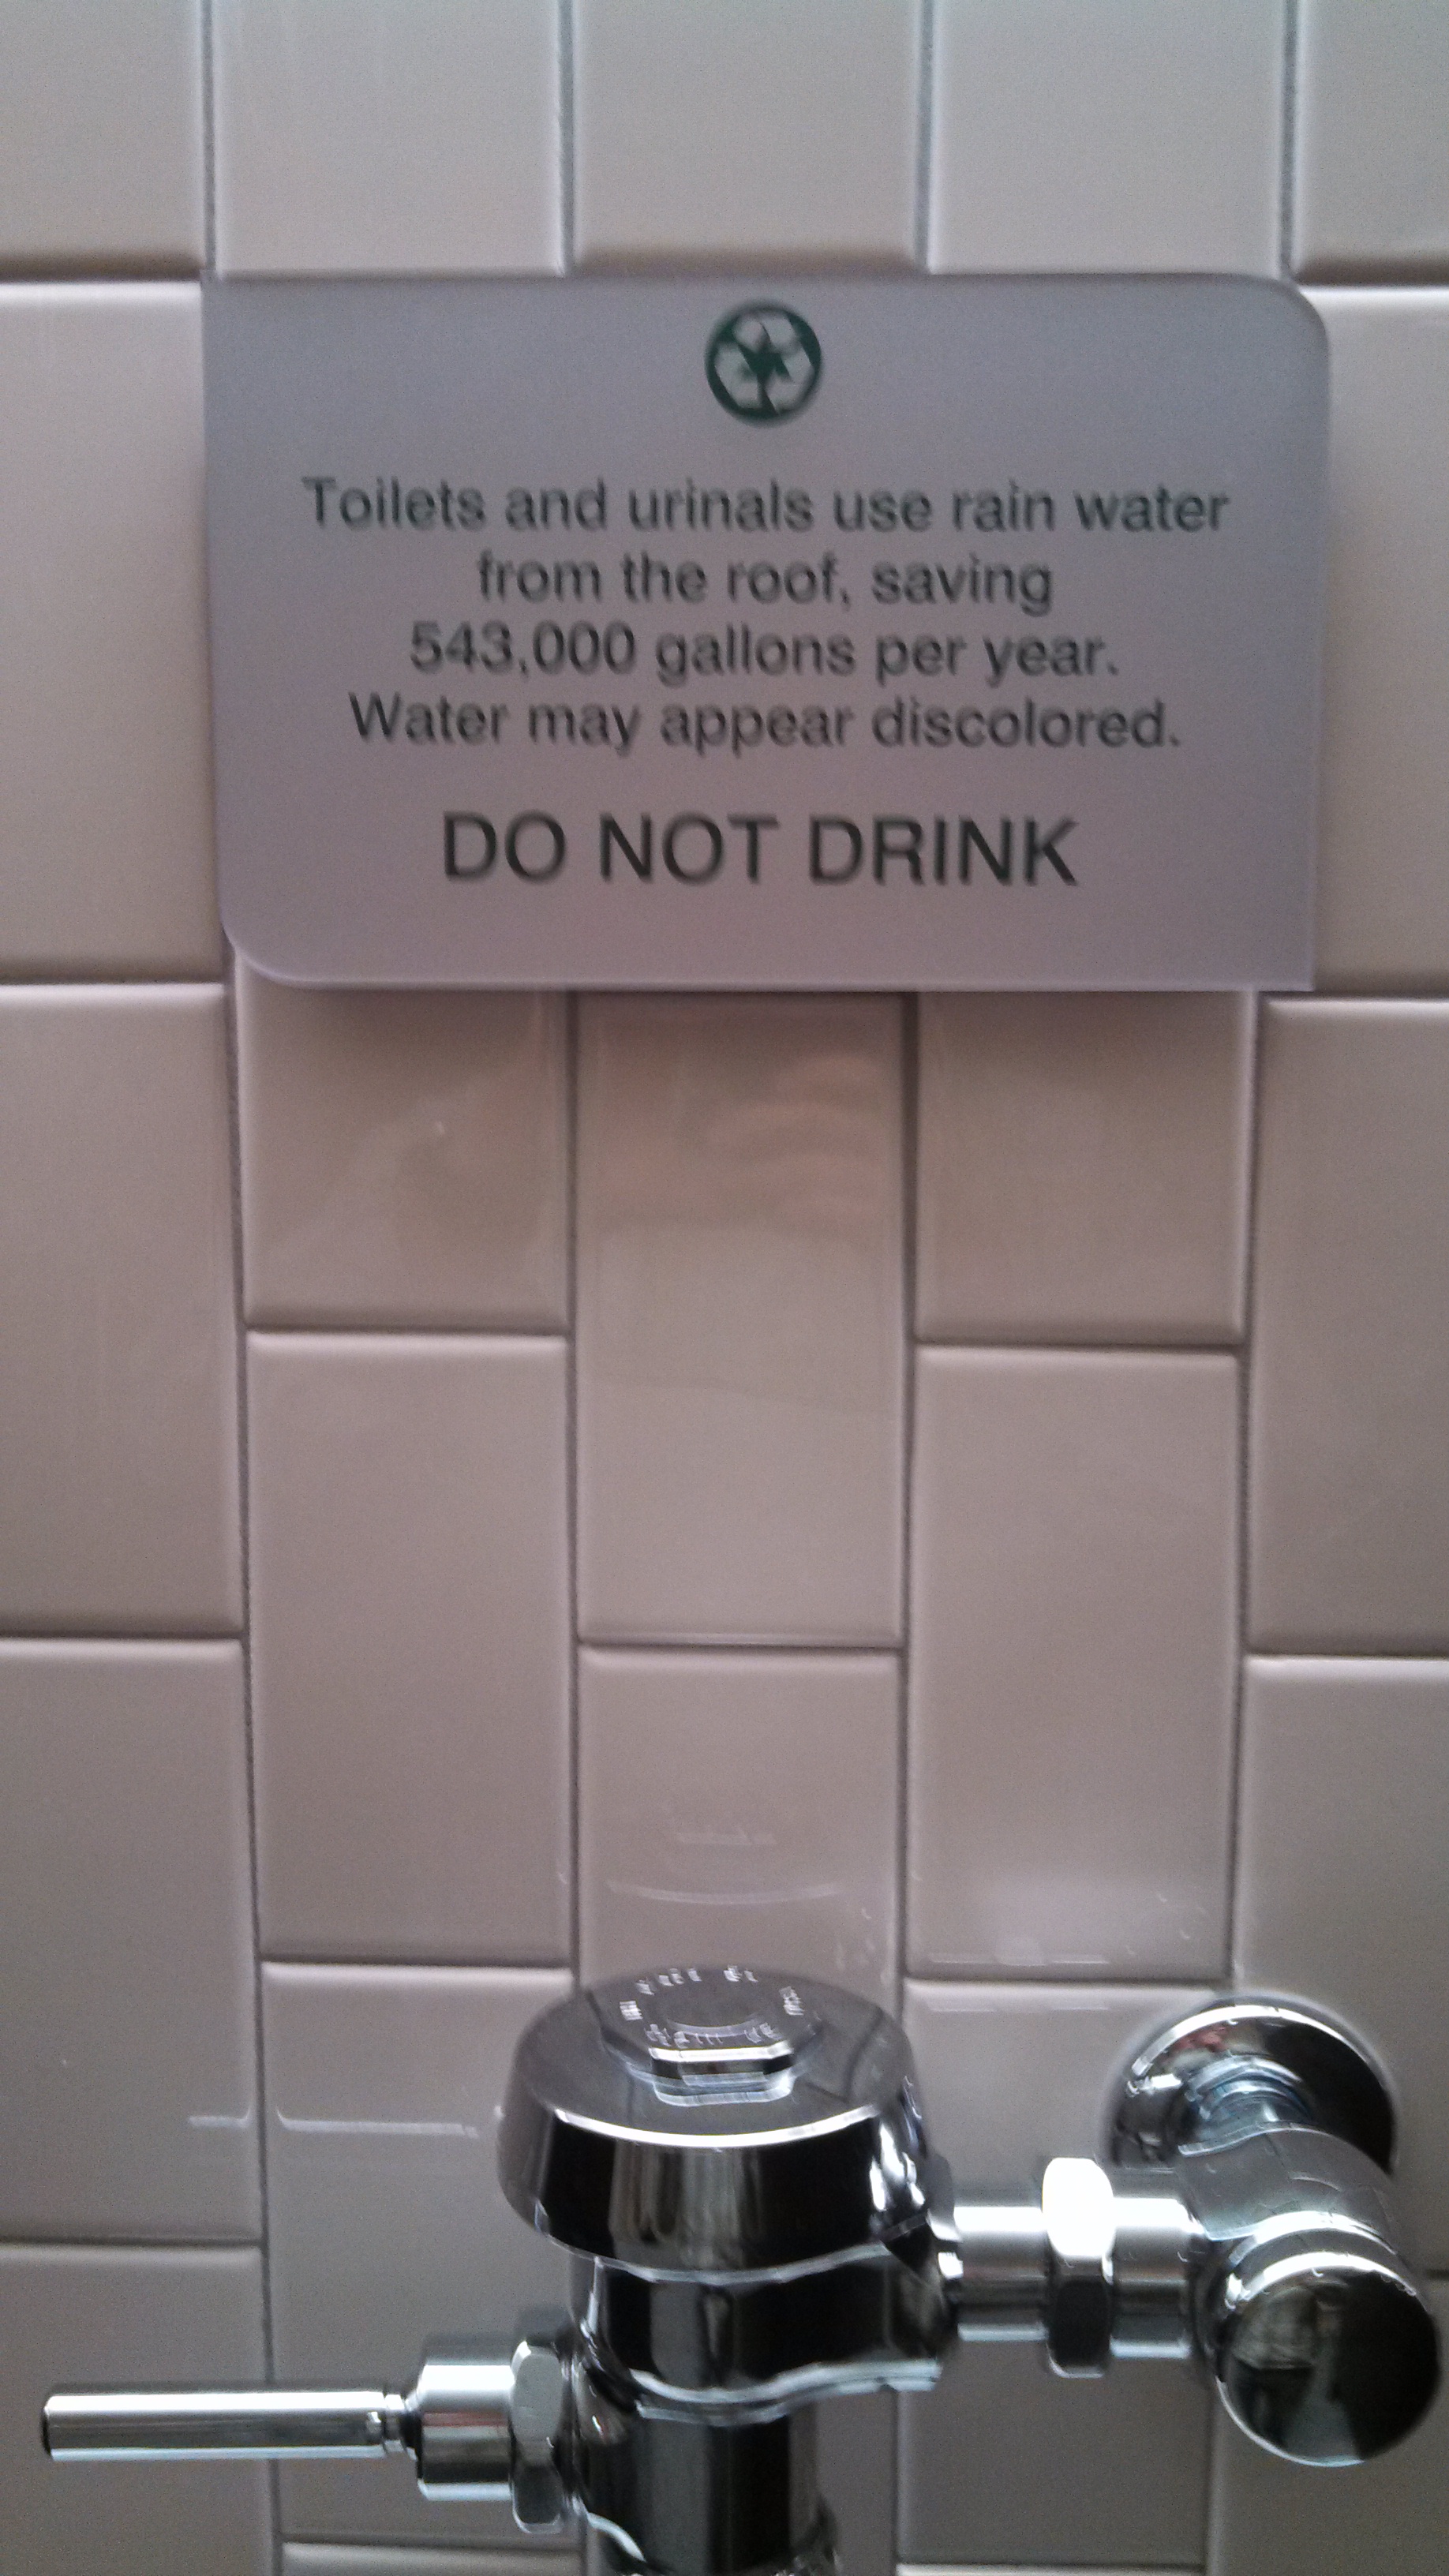 Toilets and urinals use rain water
from the roof, saving
543,000 gallons per year.
Water may appear discolored.
DO NOT DRINK